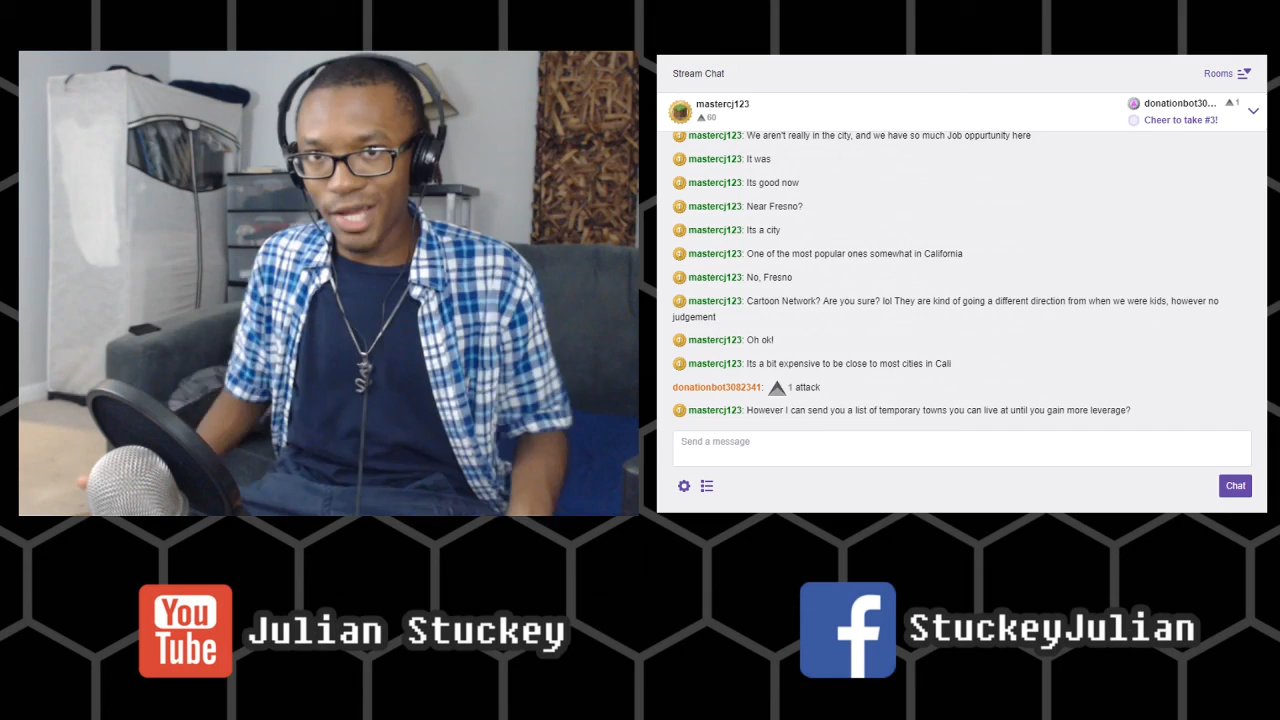 Stream Chat
Rooms
mastercj123
60
donationbot30...
1
Cheer to take #3!
mastercj123: We aren't really in the city, and we have so much Job oppurtunity here
mastercj123: It was
mastercj123: Its good now
mastercj123: Near Fresno?
mastercj123: Its a city
mastercj123: One of the most popular ones somewhat in California
mastercj123: No, Fresno
mastercj123: Cartoon Network? Are you sure? lol They are kind of going a different direction from when we were kids, however no
judgement
mastercj123: Oh ok!
mastercj123: Its a bit expensive to be close to most cities in Cali
donationbot3082341: 1 attack
mastercj123: However I can send you a list of temporary towns you can live at until you gain more leverage?
Send a message
Chat
You
Tube
Julian Stuckey
f
StuckeyJulian